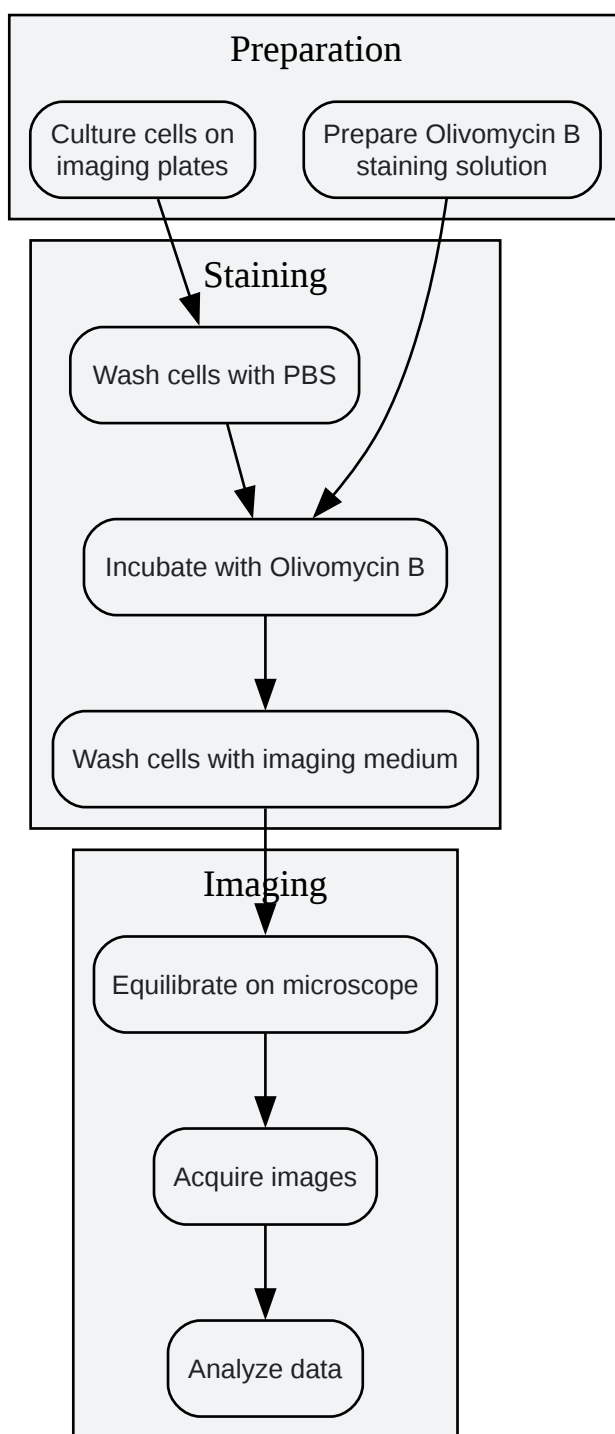 Preparation
Culture cells on
imaging plates
Prepare Olivomycin B
staining solution
Staining
Wash cells with PBS
Incubate with Olivomycin B
Wash cells with imaging medium
Imaging
Equilibrate on microscope
Acquire images
Analyze data